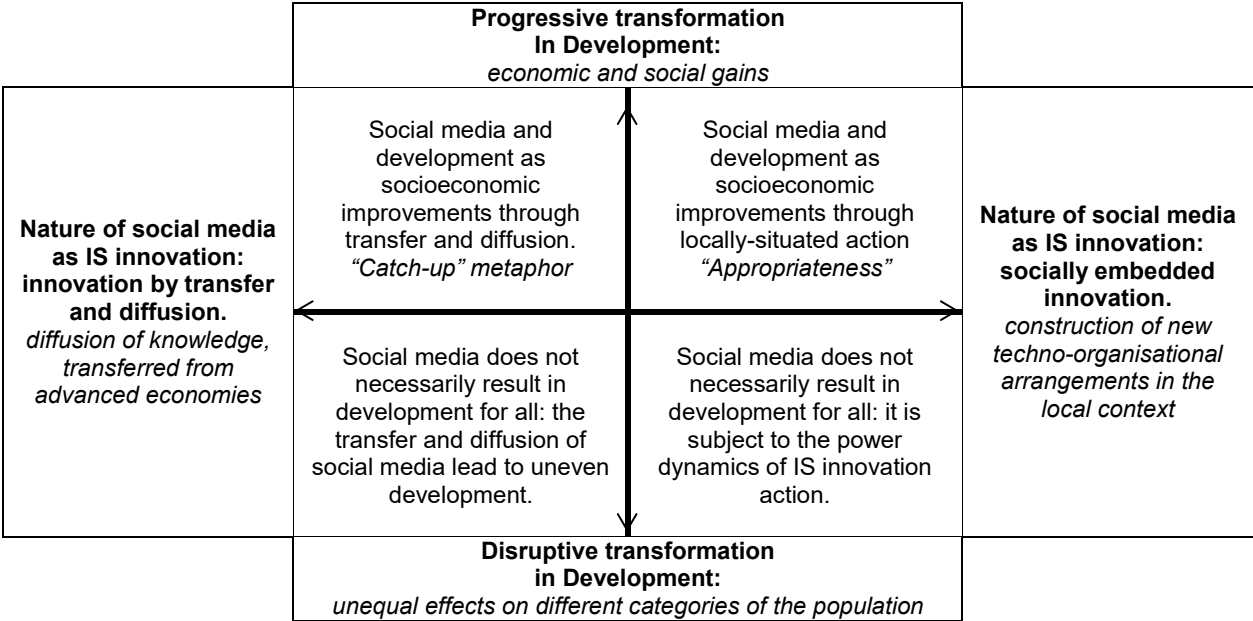 Progressive transformation
In Development:
economic and social gains
Nature of social media
as IS innovation:
innovation by transfer
and diffusion.
diffusion of knowledge,
transferred from
advanced economies
Social media and
development as
socioeconomic
improvements through
transfer and diffusion.
“Catch-up” metaphor
Social media and
development as
socioeconomic
improvements through
locally-situated action
“Appropriateness”
Nature of social media
as IS innovation:
socially embedded
innovation.
construction of new
techno-organisational
arrangements in the
local context
Social media does not
necessarily result in
development for all: the
transfer and diffusion of
social media lead to uneven
development.
Social media does not
necessarily result in
development for all: it is
subject to the power
dynamics of IS innovation
action.
Disruptive transformation
in Development:
unequal effects on different categories of the population